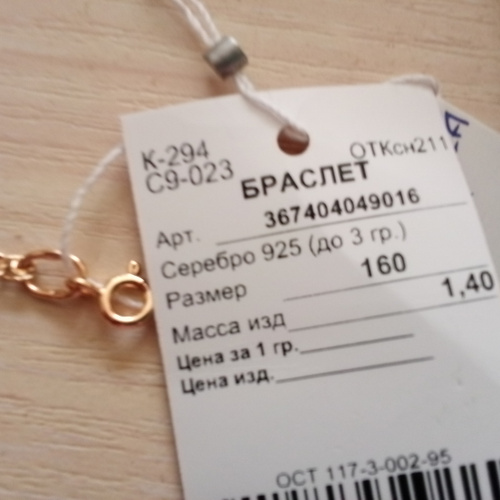 К-294 ОТКсн211
С9-023
БРАСЛЕТ
Арт. 367404049016
Серебро 925 (до 3 гр.)
Размер 160
Масса изд 1,40
Цена за 1 гр.
Цена изд.
ОСТ 117-3-002-95